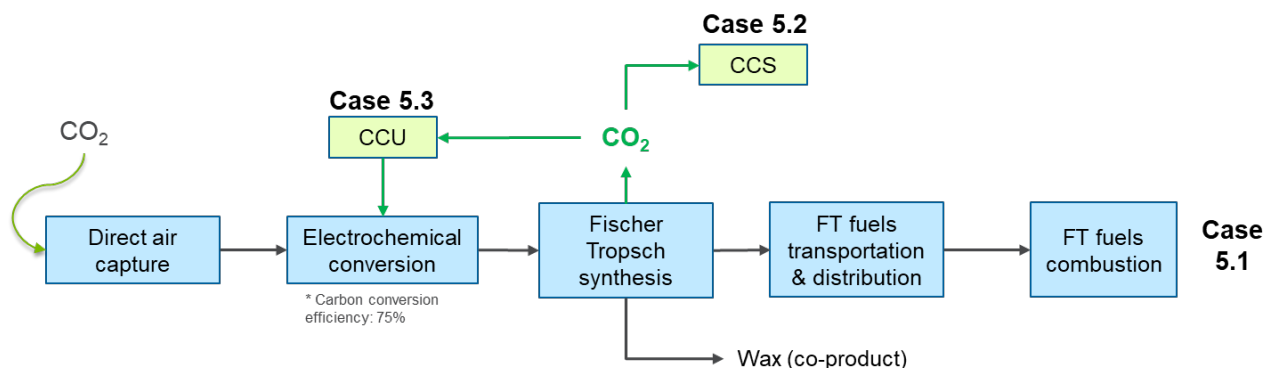 Case 5.2
CCS
Case 5.3
CCU
CO₂
CO₂
Direct air
capture
Electrochemical
conversion
* Carbon conversion
efficiency: 75%
Fischer
Tropsch
synthesis
FT fuels
transportation
& distribution
FT fuels
combustion
Case
5.1
Wax (co-product)